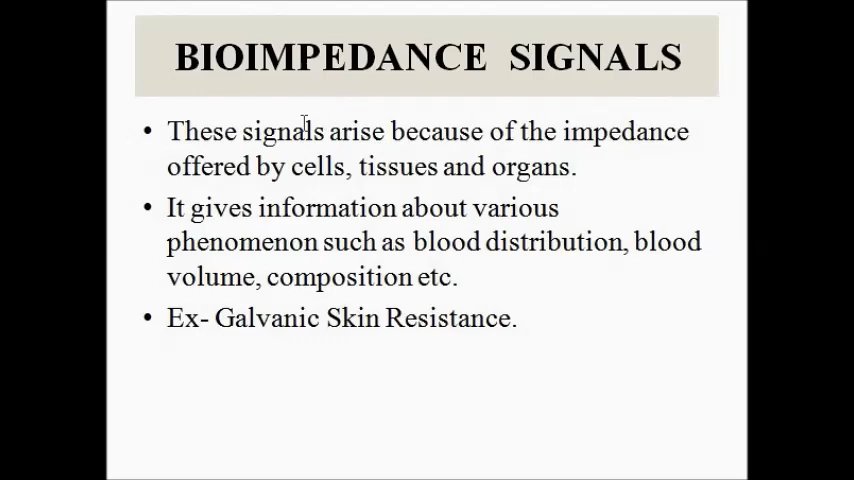 BIOIMPEDANCE SIGNALS
• These signals arise because of the impedance
offered by cells, tissues and organs.
• It gives information about various
phenomenon such as blood distribution, blood
volume, composition etc.
• Ex- Galvanic Skin Resistance.